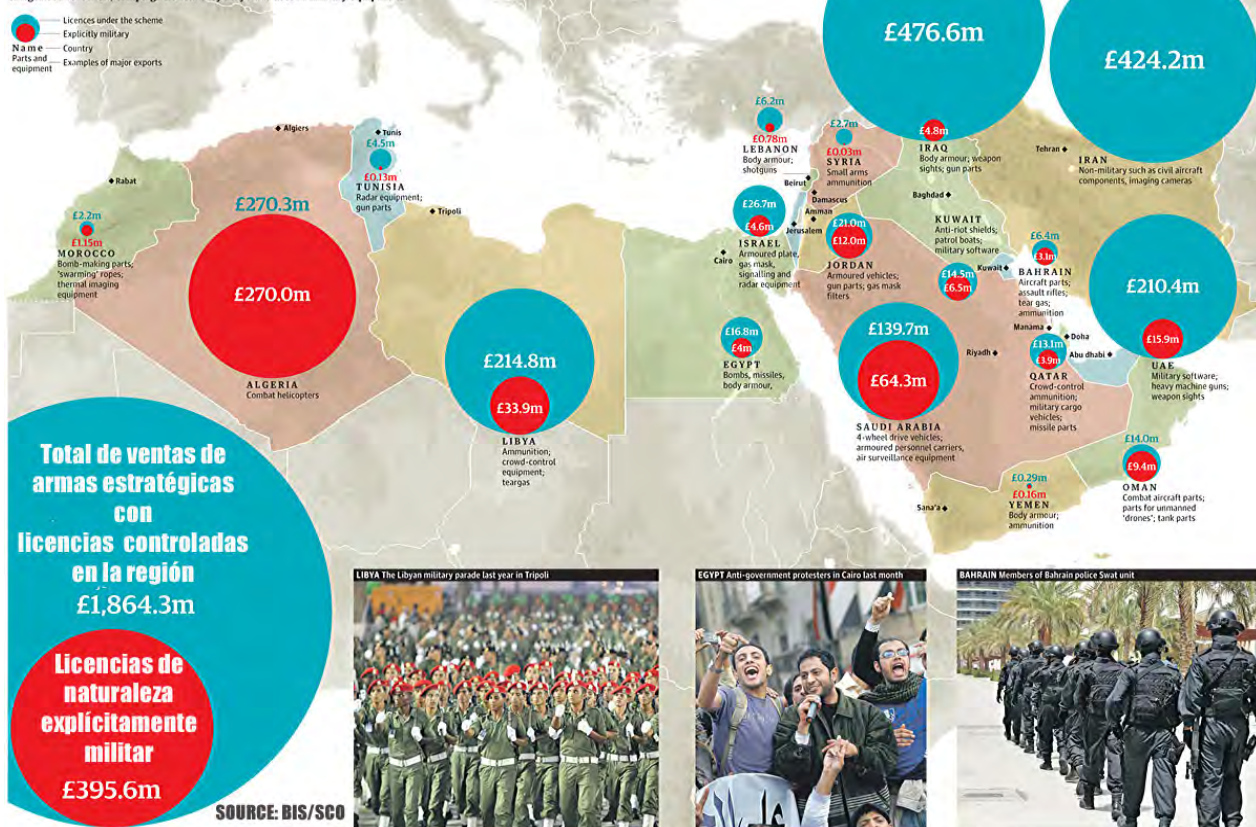 Licences under the scheme
Explicitly military
Name
Country
Parts and
equipment
Examples of major exports
£476.6m
£424.2m
Algiers
Tunis
£4.5m
£0.13m
TUNISIA
Radar equipment;
gun parts
£6.2m
£0.78m
LEBANON
Body armour;
shotguns
Beirut
£2.7m
£0.03m
SYRIA
Small arms
ammunition
Damascus
£4.8m
IRAQ
Body armour; weapon
sights; gun parts
Baghdad
Tehran
IRAN
Non-military such as civil aircraft
components, imaging cameras
Rabat
£2.2m
£1.15m
MOROCCO
Bomb-making parts;
'swarming' ropes;
thermal imaging
equipment
£270.3m
£270.0m
ALGERIA
Combat helicopters
Tripoli
£214.8m
£33.9m
LIBYA
Ammunition;
crowd-control
equipment;
teargas
£26.7m
£4.6m
ISRAEL
Armoured plate,
gas mask,
signalling and
radar equipment
Jerusalem
Amman
£21.0m
£12.0m
JORDAN
Armoured vehicles;
gun parts; gas mask
filters
Cairo
£16.8m
£4m
EGYPT
Bombs, missiles,
body armour,
KUWAIT
Anti-riot shields;
patrol boats;
military software
Kuwait
£14.5m
£6.5m
£6.4m
£3.1m
BAHRAIN
Aircraft parts;
assault rifles;
tear gas;
ammunition
Manama
£210.4m
£15.9m
UAE
Military software;
heavy machine guns;
weapon sights
£139.7m
£64.3m
SAUDI ARABIA
4-wheel drive vehicles;
armoured personnel carriers,
air surveillance equipment
Riyadh
Doha
Abu dhabi
£13.1m
£3.9m
QATAR
Crowd-control
ammunition;
military cargo
vehicles;
missile parts
£14.0m
£9.4m
OMAN
Combat aircraft parts;
parts for unmanned
'drones'; tank parts
Sana'a
£0.29m
£0.16m
YEMEN
Body armour;
ammunition
Total de ventas de
armas estratégicas
con
licencias controladas
en la región
£1,864.3m
Licencias de
naturaleza
explícitamente
militar
£395.6m
SOURCE: BIS/SCO
LIBYA The Libyan military parade last year in Tripoli
EGYPT Anti-government protesters in Cairo last month
BAHRAIN Members of Bahrain police Swat unit